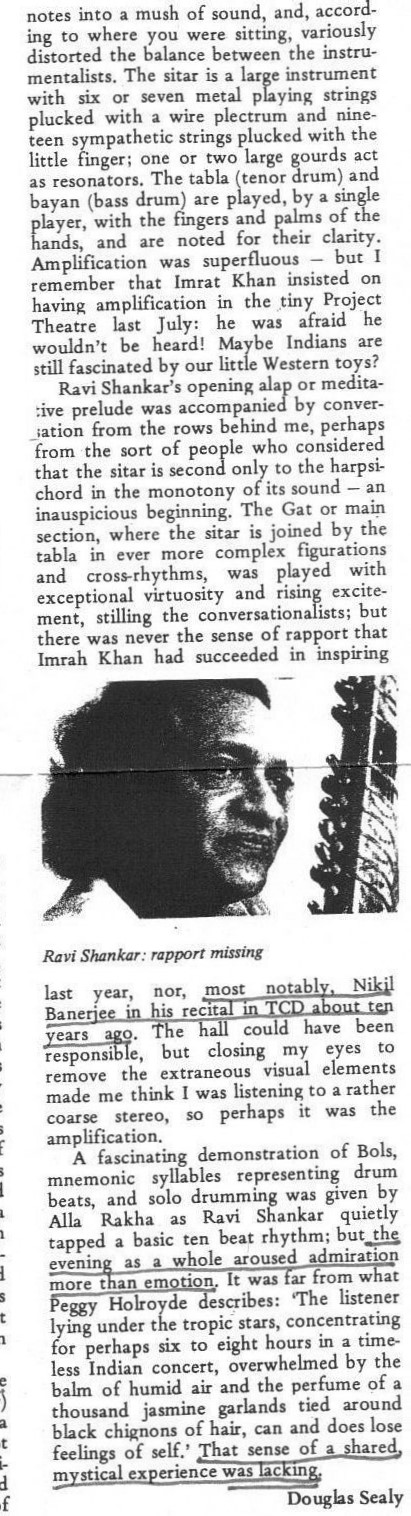 notes into a mush of sound, and, accord-
ing to where you were sitting, variously
distorted the balance between the instru-
mentalists. The sitar is a large instrument
with six or seven metal playing strings
plucked with a wire plectrum and nine-
teen sympathetic strings plucked with the
little finger; one or two large gourds act
as resonators. The tabla (tenor drum) and
bayan (bass drum) are played, by a single
player, with the fingers and palms of the
hands, and are noted for their clarity.
Amplification was superfluous — but I
remember that Imrat Khan insisted on
having amplification in the tiny Project
Theatre last July: he was afraid he
wouldn't be heard! Maybe Indians are
still fascinated by our little Western toys?
Ravi Shankar's opening alap or medita-
tive prelude was accompanied by conver-
sation from the rows behind me, perhaps
from the sort of people who considered
that the sitar is second only to the harpsi-
chord in the monotony of its sound — an
inauspicious beginning. The Gat or main
section, where the sitar is joined by the
tabla in ever more complex figurations
and cross-rhythms, was played with
exceptional virtuosity and rising excite-
ment, stilling the conversationalists; but
there was never the sense of rapport that
Imrah Khan had succeeded in inspiring
Ravi Shankar: rapport missing
last year, nor, most notably, Nikil
Banerjee in his recital in TCD about ten
years ago. The hall could have been
responsible, but closing my eyes to
remove the extraneous visual elements
made me think I was listening to a rather
coarse stereo, so perhaps it was the
amplification.
A fascinating demonstration of Bols,
mnemonic syllables representing drum
beats, and solo drumming was given by
Alla Rakha as Ravi Shankar quietly
tapped a basic ten beat rhythm; but the
evening as a whole aroused admiration
more than emotion. It was far from what
Peggy Holroyde describes: 'The listener
lying under the tropic stars, concentrating
for perhaps six to eight hours in a time-
less Indian concert, overwhelmed by the
balm of humid air and the perfume of a
thousand jasmine garlands tied around
black chignons of hair, can and does lose
feelings of self.' That sense of a shared,
mystical experience was lacking.
Douglas Sealy